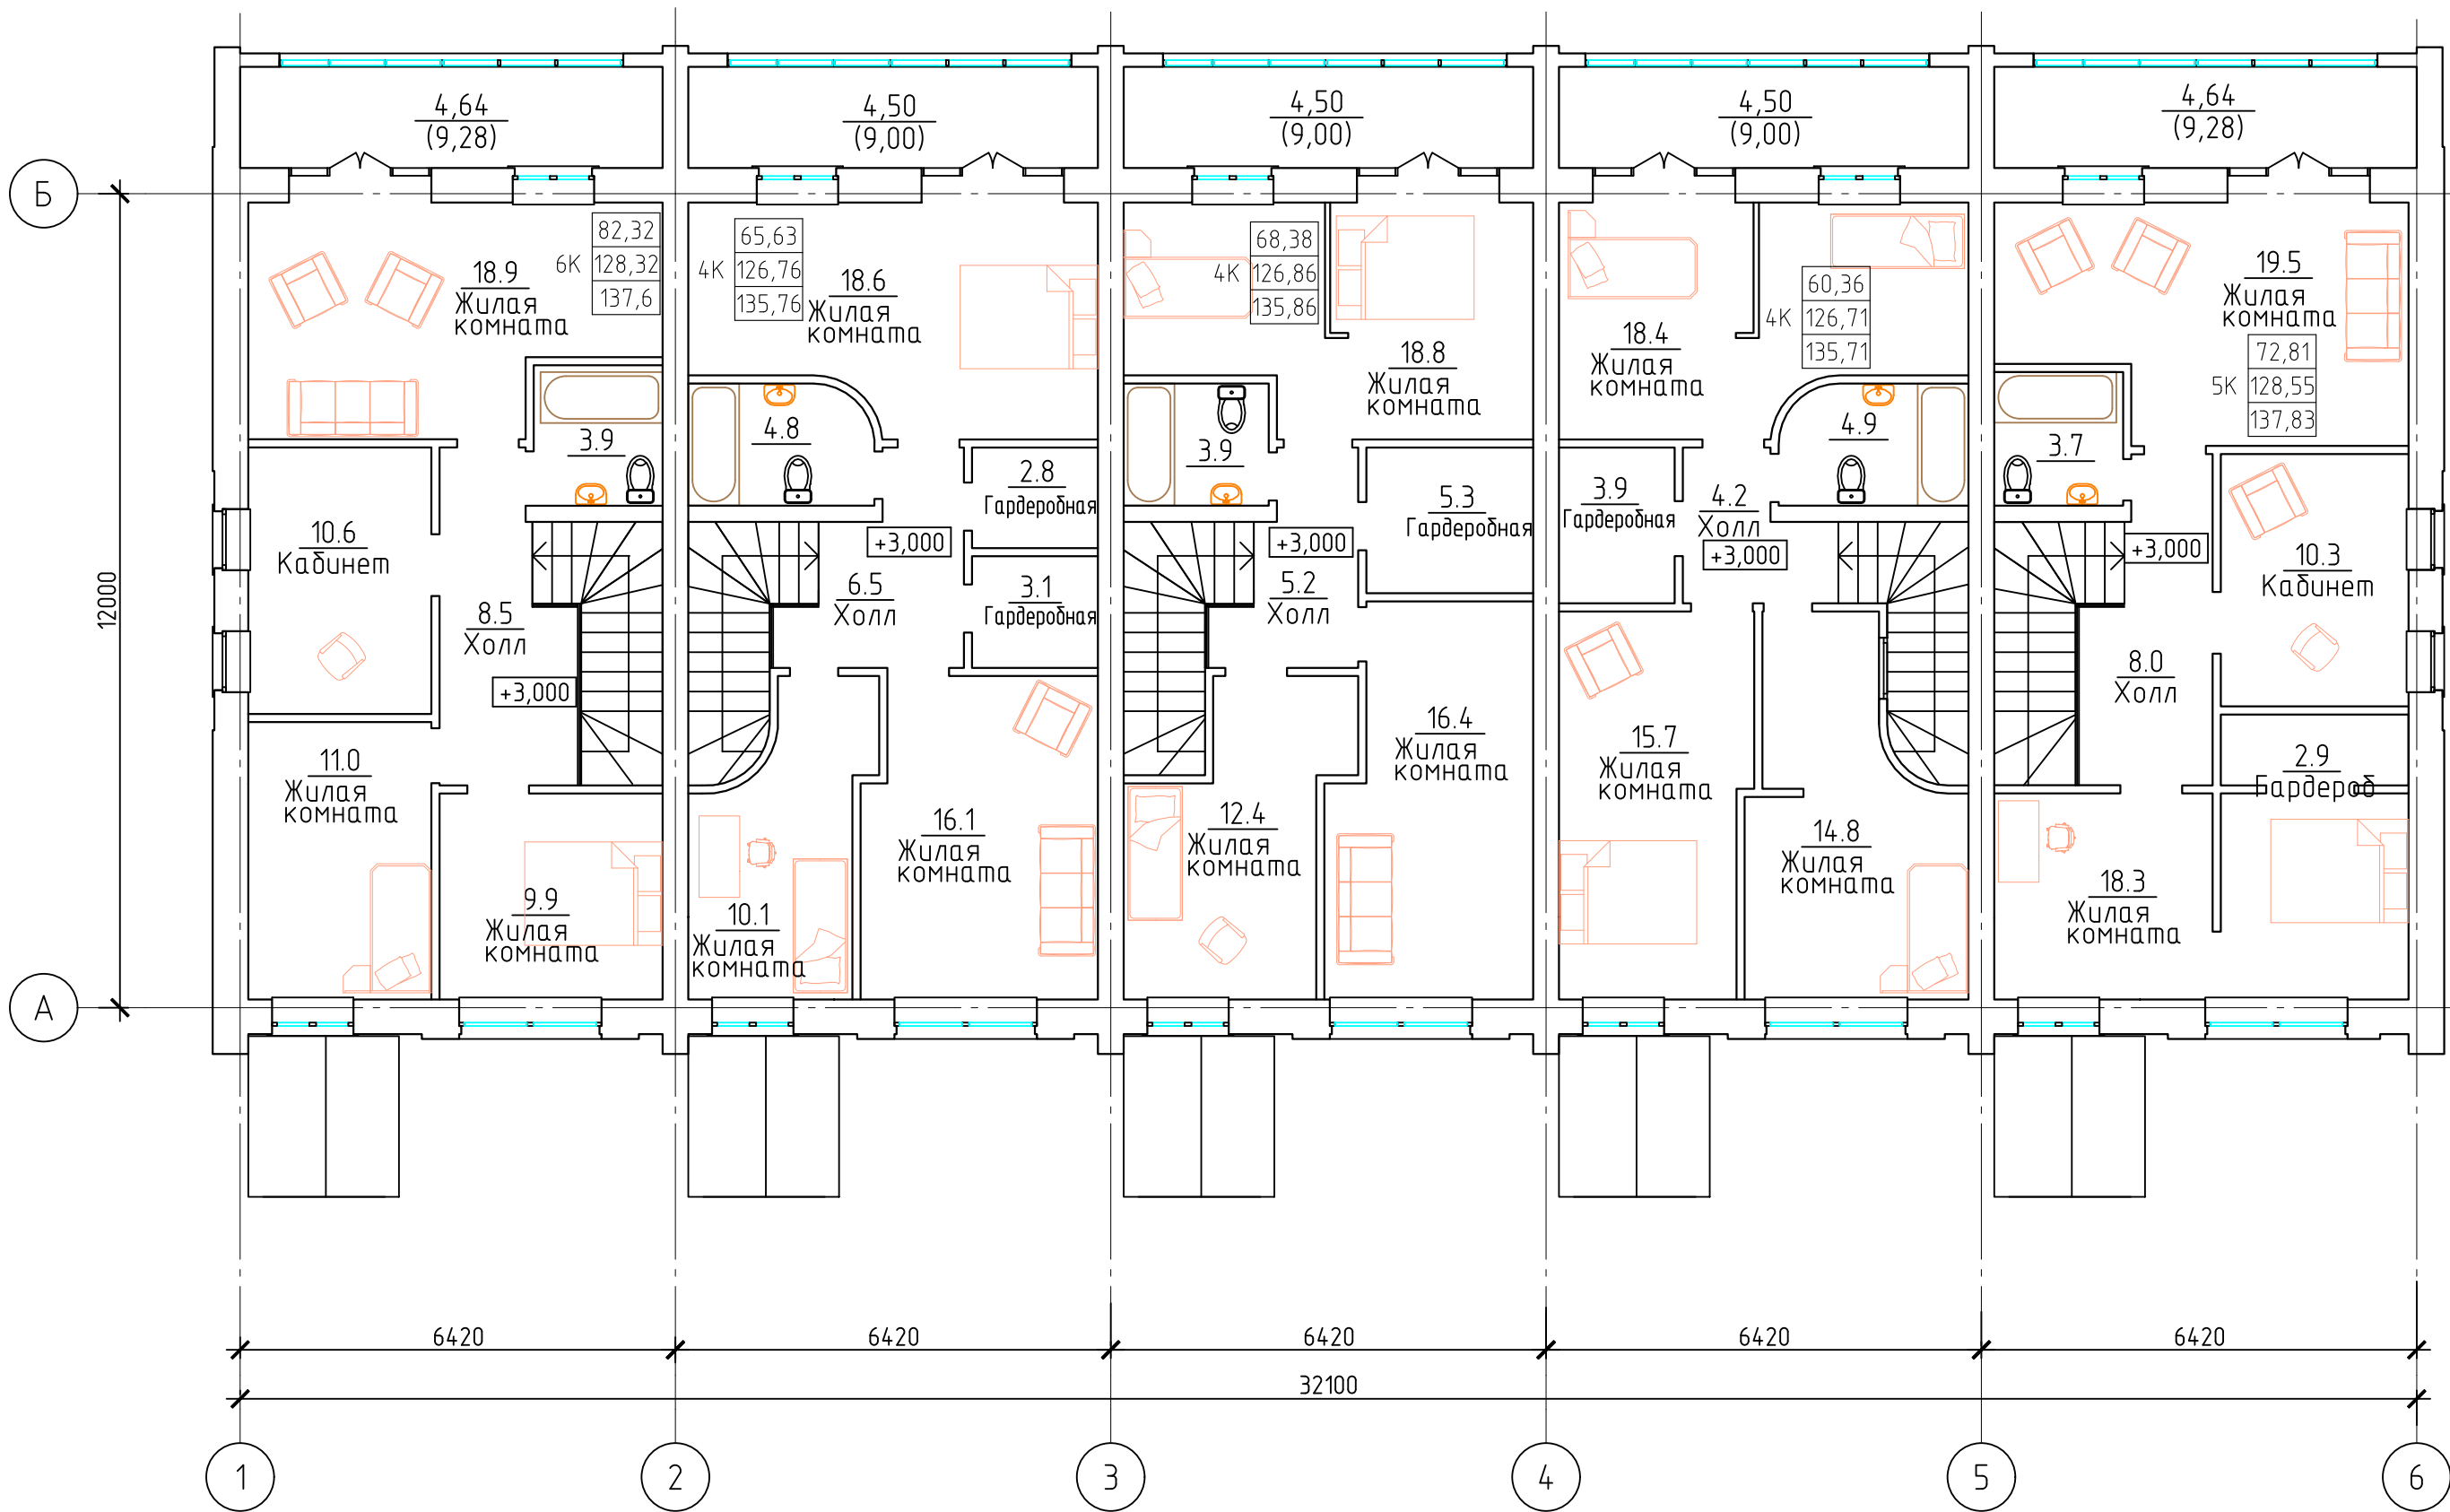 4,64
(9,28)
4,50
(9,00)
4,50
(9,00)
4,50
(9,00)
4,64
(9,28)
Б
82,32
6К 128,32
137,6
18.9
Жилая
комната
65,63
4К 126,76
135,76
18.6
Жилая
комната
68,38
4К 126,86
135,86
18.8
Жилая
комната
60,36
4К 126,71
135,71
18.4
Жилая
комната
19.5
Жилая
комната
72,81
5К 128,55
137,83
3.9
4.8
3.9
4.9
3.7
2.8
Гардеробная
5.3
Гардеробная
3.9
Гардеробная
4.2
Холл
+3,000
10.6
Кабинет
+3,000
+3,000
+3,000
10.3
Кабинет
12000
8.5
Холл
+3,000
6.5
Холл
3.1
Гардеробная
5.2
Холл
8.0
Холл
11.0
Жилая
комната
16.4
Жилая
комната
15.7
Жилая
комната
2.9
Гардероб
9.9
Жилая
комната
10.1
Жилая
комната
16.1
Жилая
комната
12.4
Жилая
комната
14.8
Жилая
комната
18.3
Жилая
комната
А
6420
6420
6420
6420
6420
32100
1
2
3
4
5
6